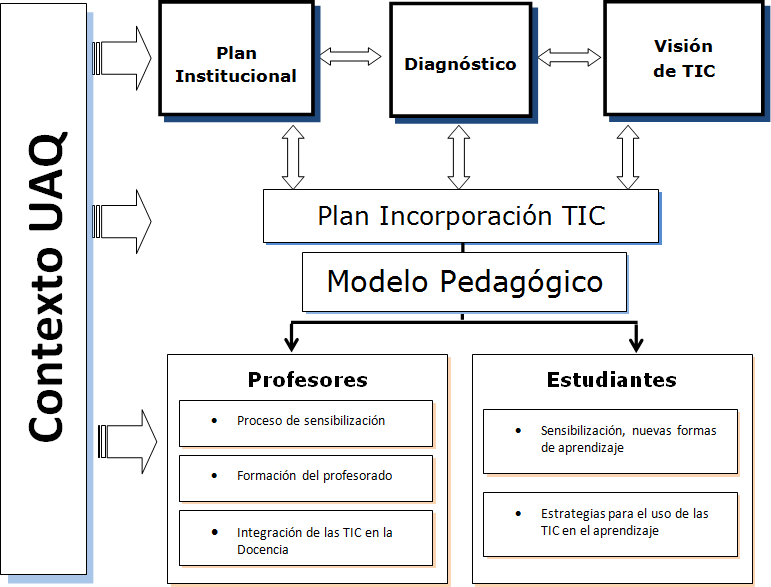 Contexto UAQ
Plan
Institucional
Diagnóstico
Visión
de TIC
Plan Incorporación TIC
Modelo Pedagógico
Profesores
• Proceso de sensibilización
• Formación del profesorado
• Integración de las TIC en la
Docencia
Estudiantes
• Sensibilización, nuevas formas
de aprendizaje
• Estrategias para el uso de las
TIC en el aprendizaje